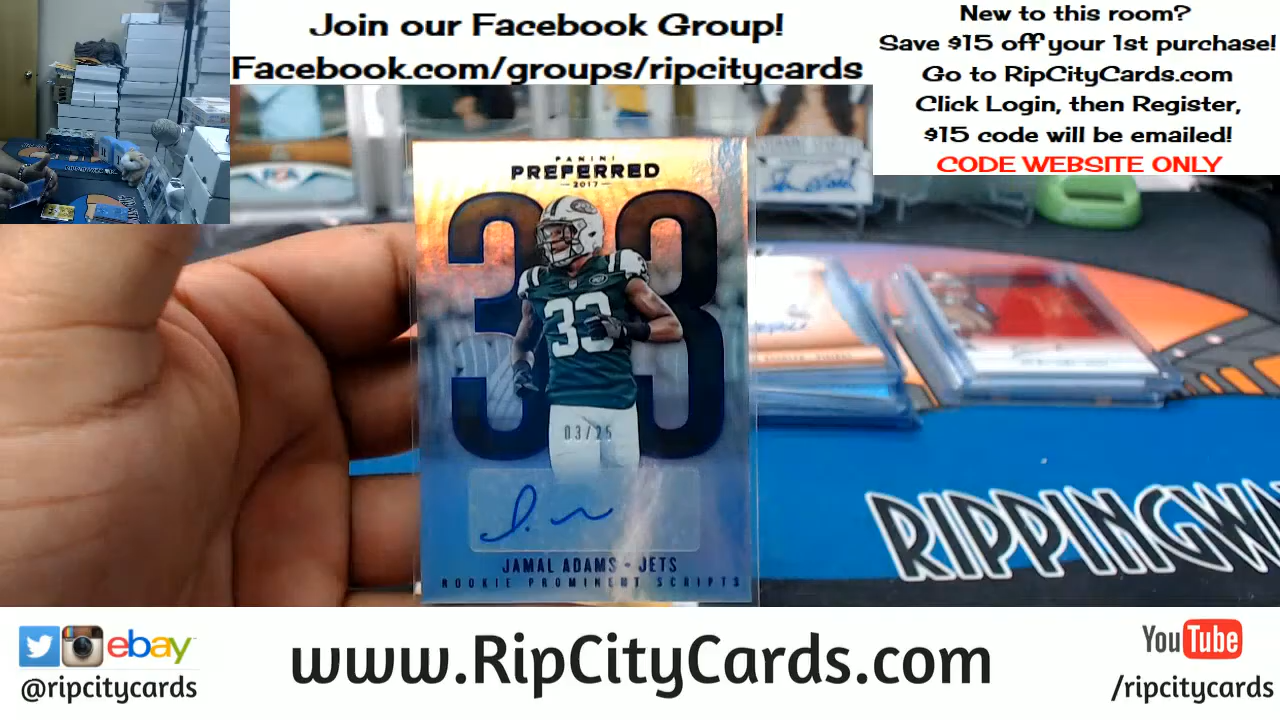 Join our Facebook Group!
Facebook.com/groups/ripcitycards
New to this room?
Save $15 off your 1st purchase!
Go to RipCityCards.com
Click Login, then Register,
$15 code will be emailed!
CODE WEBSITE ONLY
PANINI
PREFERRED
2017
33
33
03/25
JAMAL ADAMS - JETS
ROOKIE PROMINENT SCRIPTS
RIPPINGW
ebay
@ripcitycards
www.RipCityCards.com
YouTube
/ripcitycards